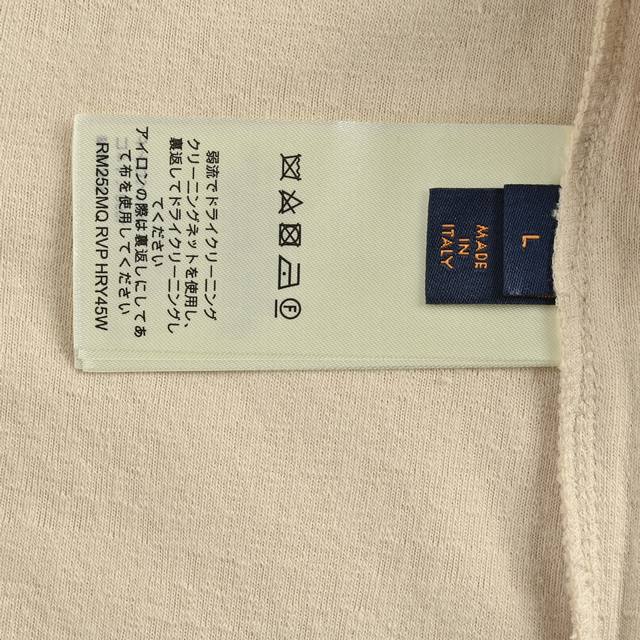 弱流でドライクリーニング
クリーニングネットを使用し、
裏返してドライクリーニングし
てください
アイロンの際は裏返しにしてあ
て布を使用してください
RM252MQ RVP HRY45W
F
MADE
IN
ITALY
L